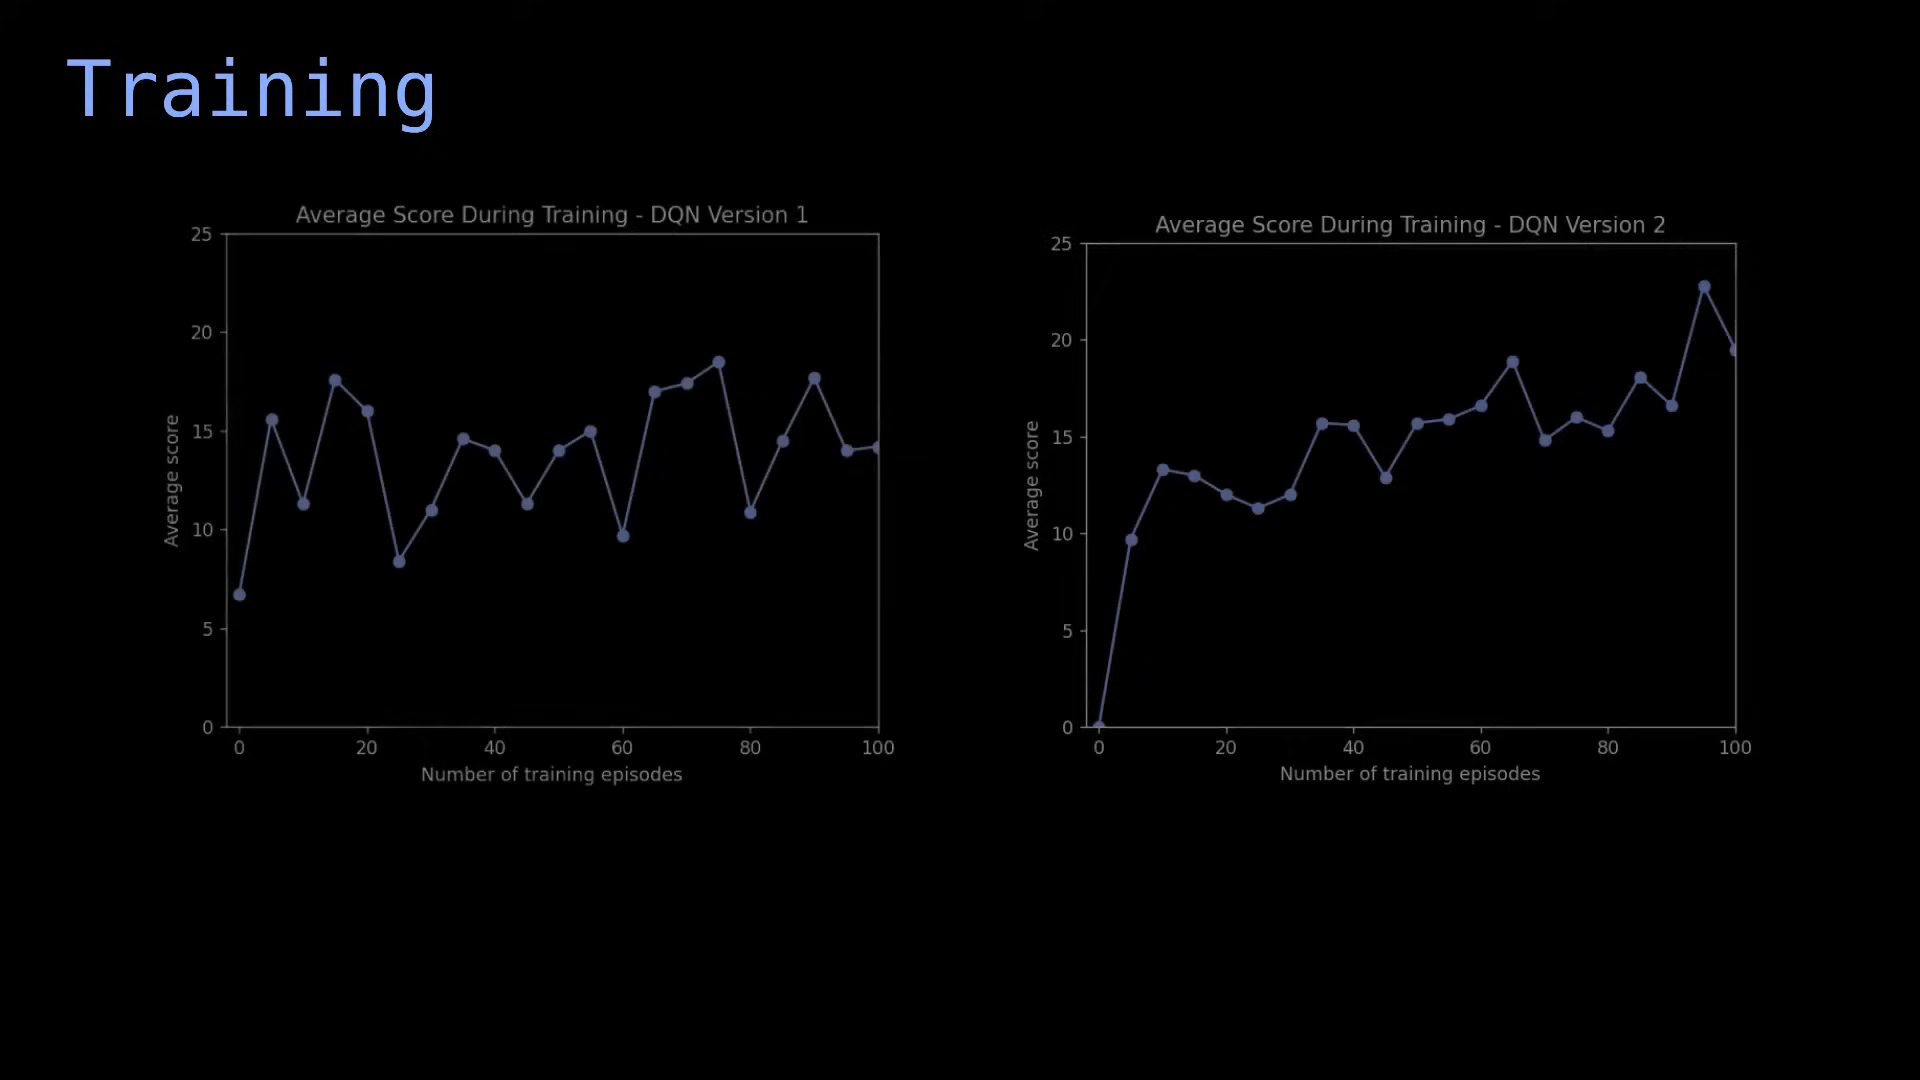 Training
Average Score During Training - DQN Version 1
25
20
15
10
5
0
Average score
0 20 40 60 80 100
Number of training episodes
Average Score During Training - DQN Version 2
25
20
15
10
5
0
Average score
0 20 40 60 80 100
Number of training episodes